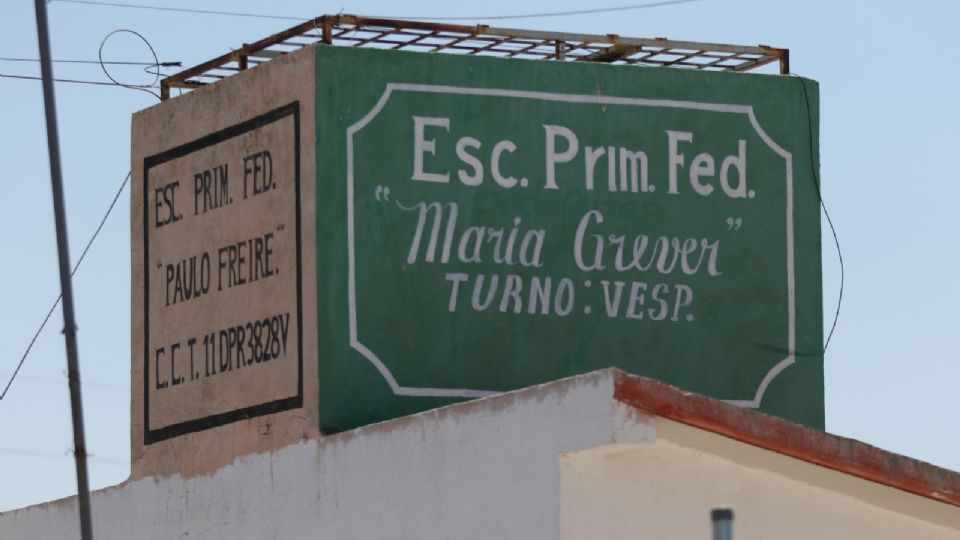 ESC. PRIM. FED.
"PAULO FREIRE."
C.C.T. 11DPR3828V
Esc. Prim. Fed.
"Maria Grever"
TURNO: VESP.